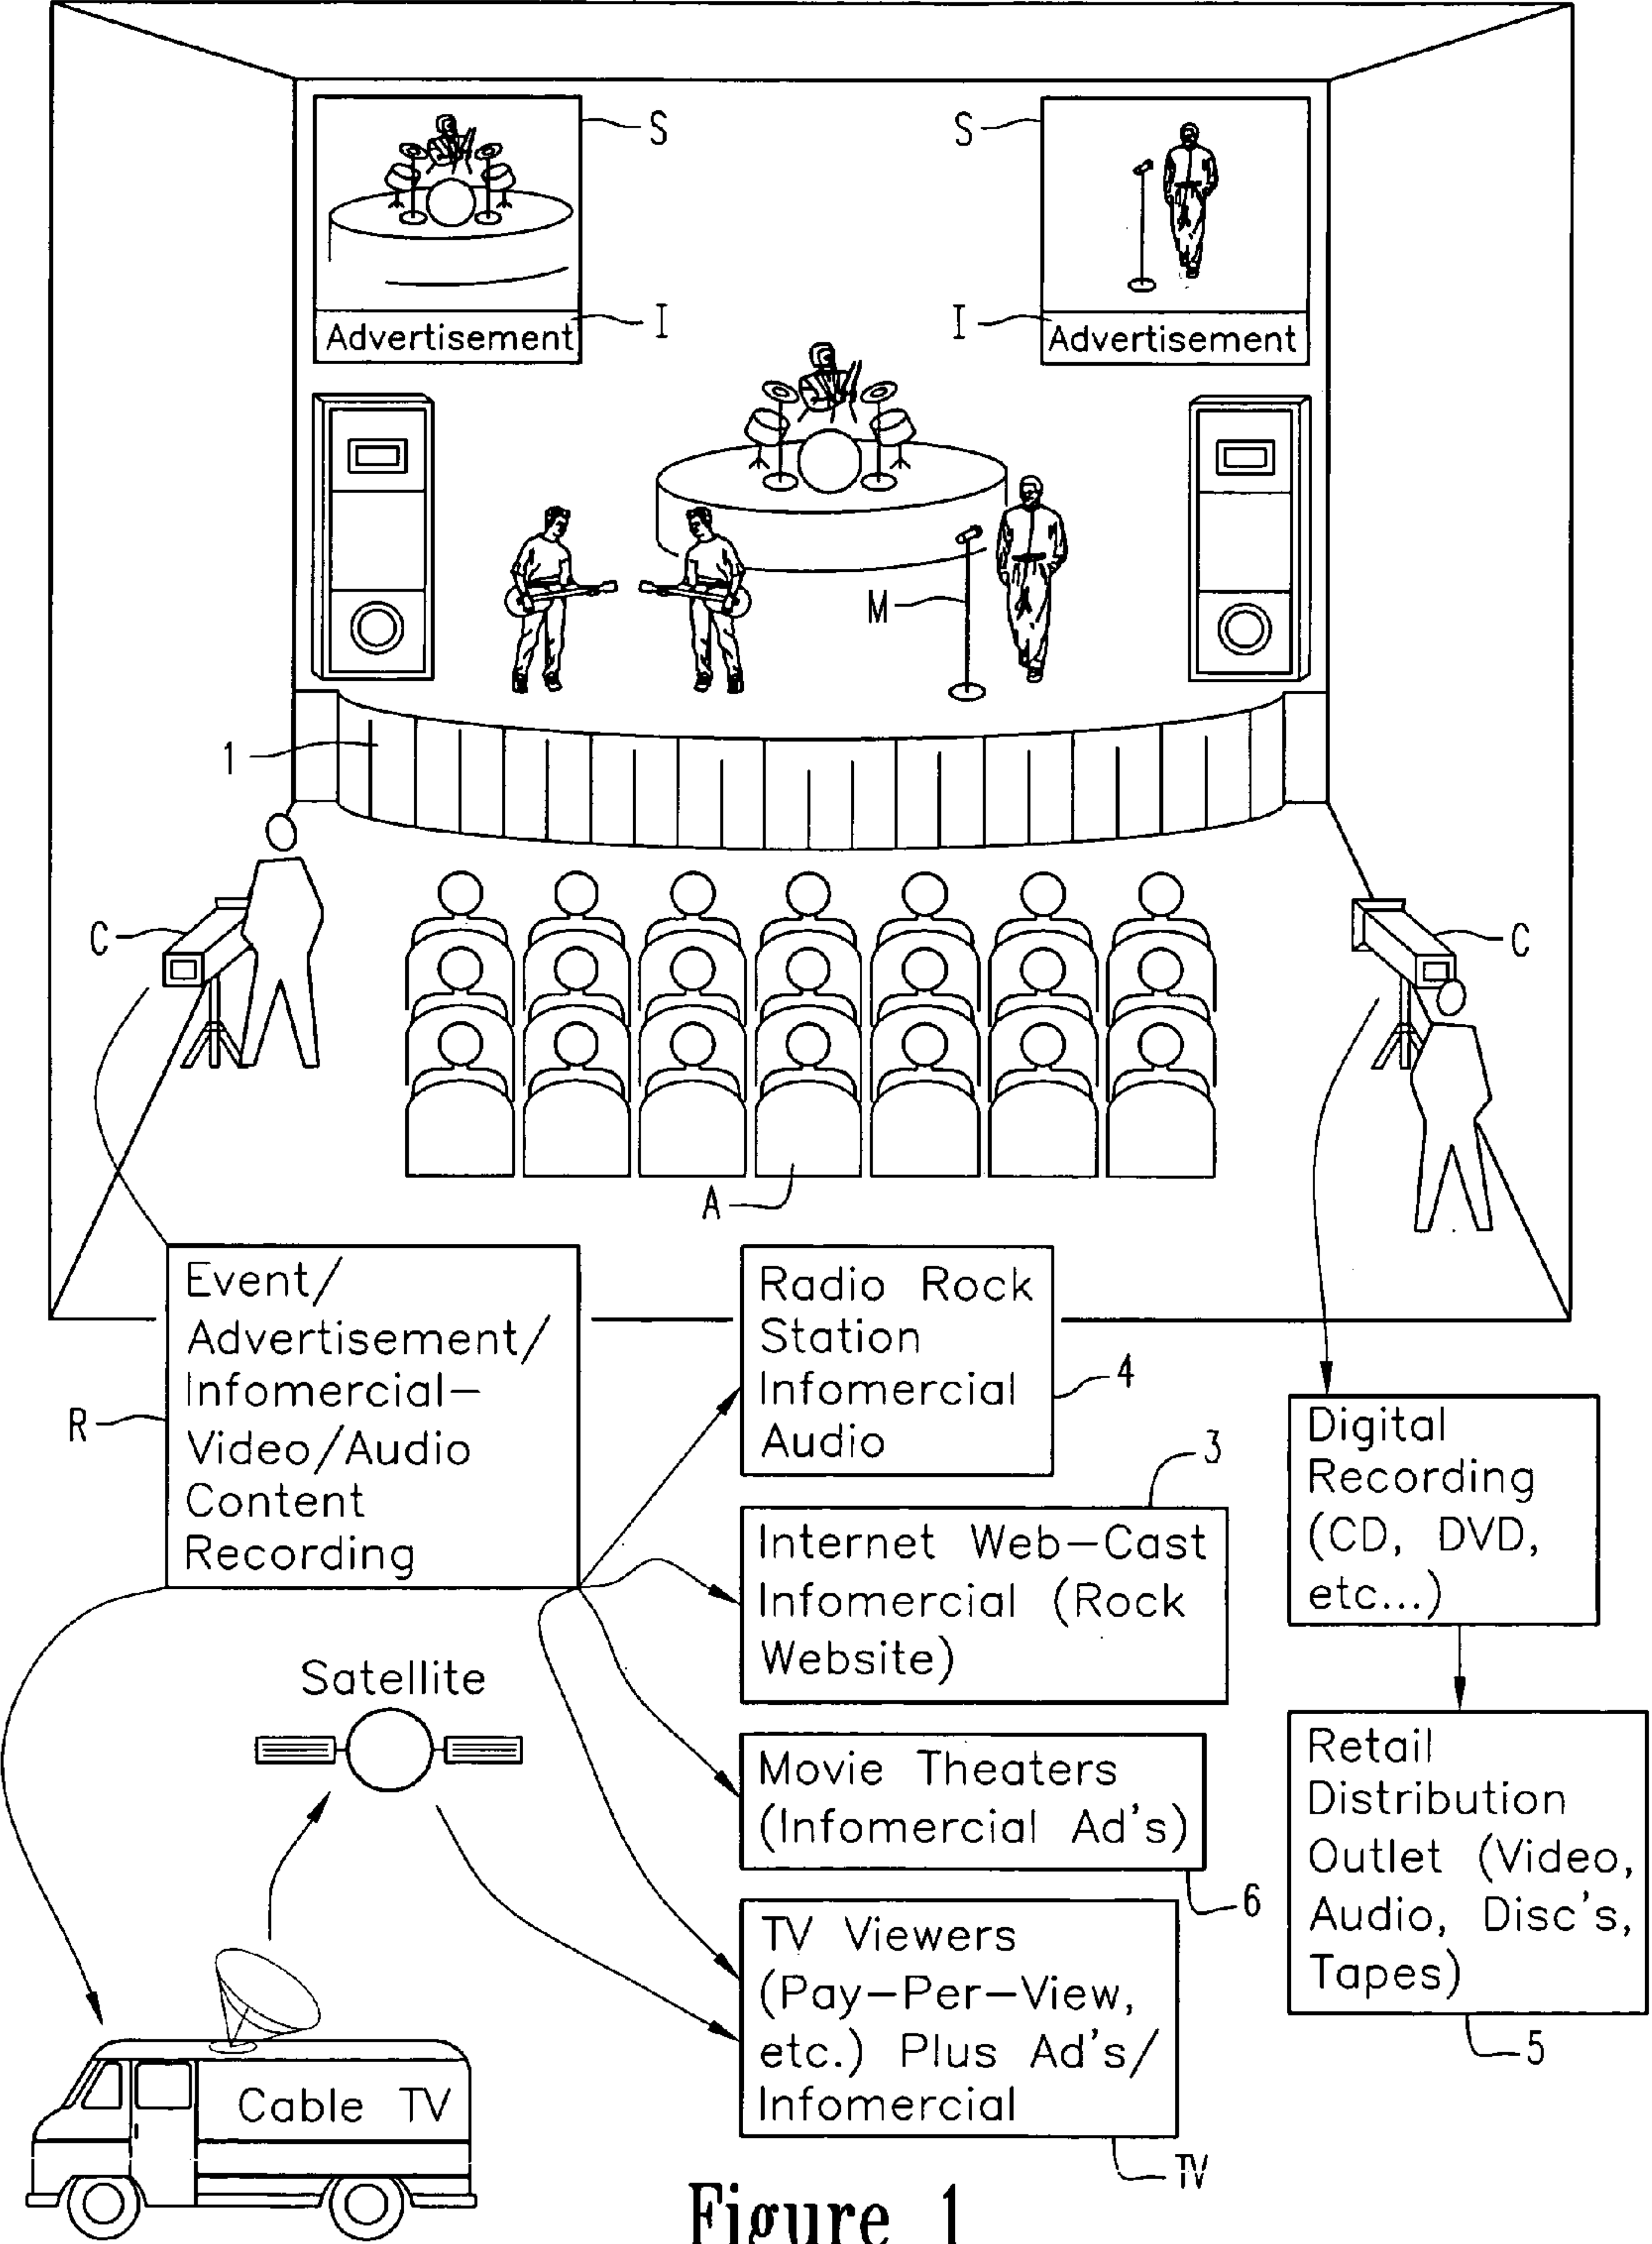 S
S
I
I
Advertisement
Advertisement
M
1
C
C
A
Event/
Advertisement/
Infomercial-
Video/Audio
Content
Recording
R
Radio Rock
Station
Infomercial
Audio
4
3
Internet Web-Cast
Infomercial (Rock
Website)
Digital
Recording
(CD, DVD,
etc...)
Satellite
Movie Theaters
(Infomercial Ad's)
6
Retail
Distribution
Outlet (Video,
Audio, Disc's,
Tapes)
5
TV Viewers
(Pay-Per-View,
etc.) Plus Ad's/
Infomercial
TV
Cable TV
Figure 1